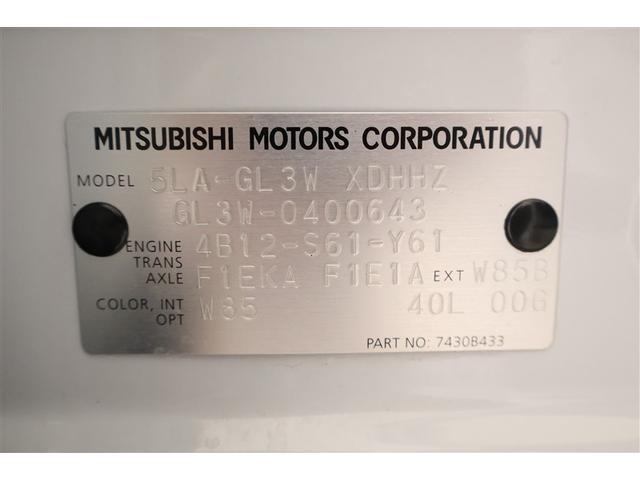 MITSUBISHI MOTORS CORPORATION
MODEL 5LA-GL3W XDHHZ
GL3W-0400643
ENGINE 4B12-S61-Y61
TRANS
AXLE F1EKA F1E1A EXT W85B
COLOR, INT W85 40L 00G
OPT
PART NO: 7430B433